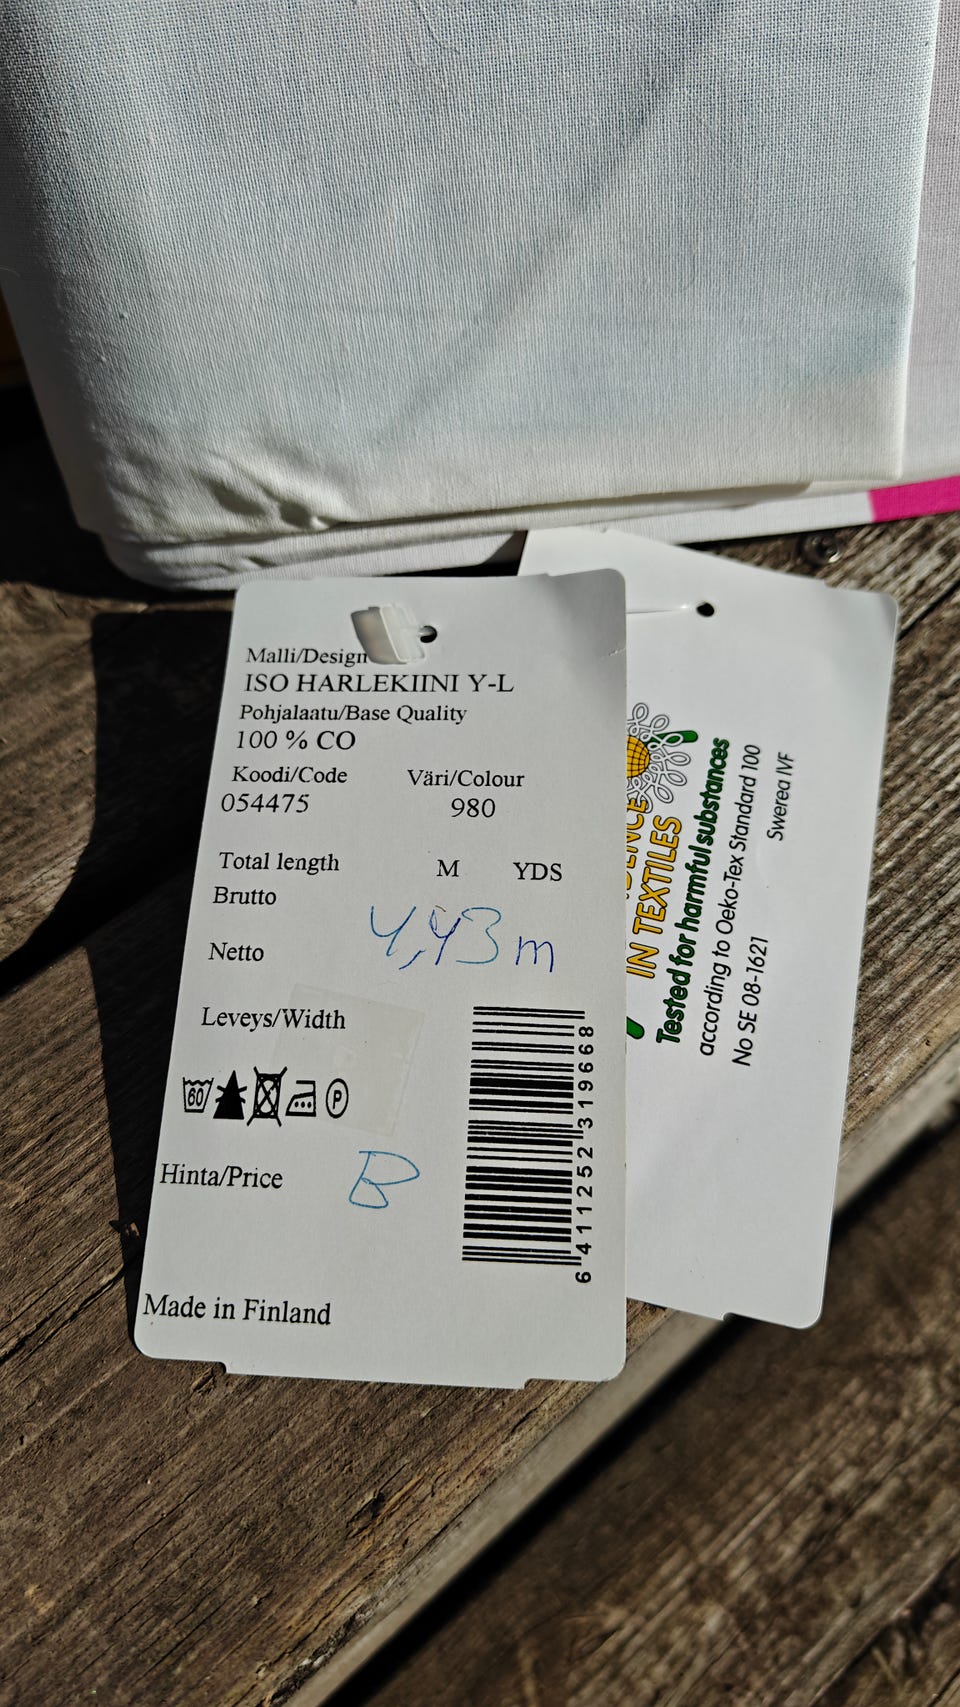 Malli/Design
ISO HARLEKIINI Y-L
Pohjalaatu/Base Quality
100 % CO
Koodi/Code Väri/Colour
054475 980
Total length M YDS
Brutto
4,43 m
Netto
Leveys/Width
60
P
Hinta/Price B
6 411252 319668
Made in Finland
IN TEXTILES
Tested for harmful substances
according to Oeko-Tex Standard 100
No SE 08-1621 Swerea IVF